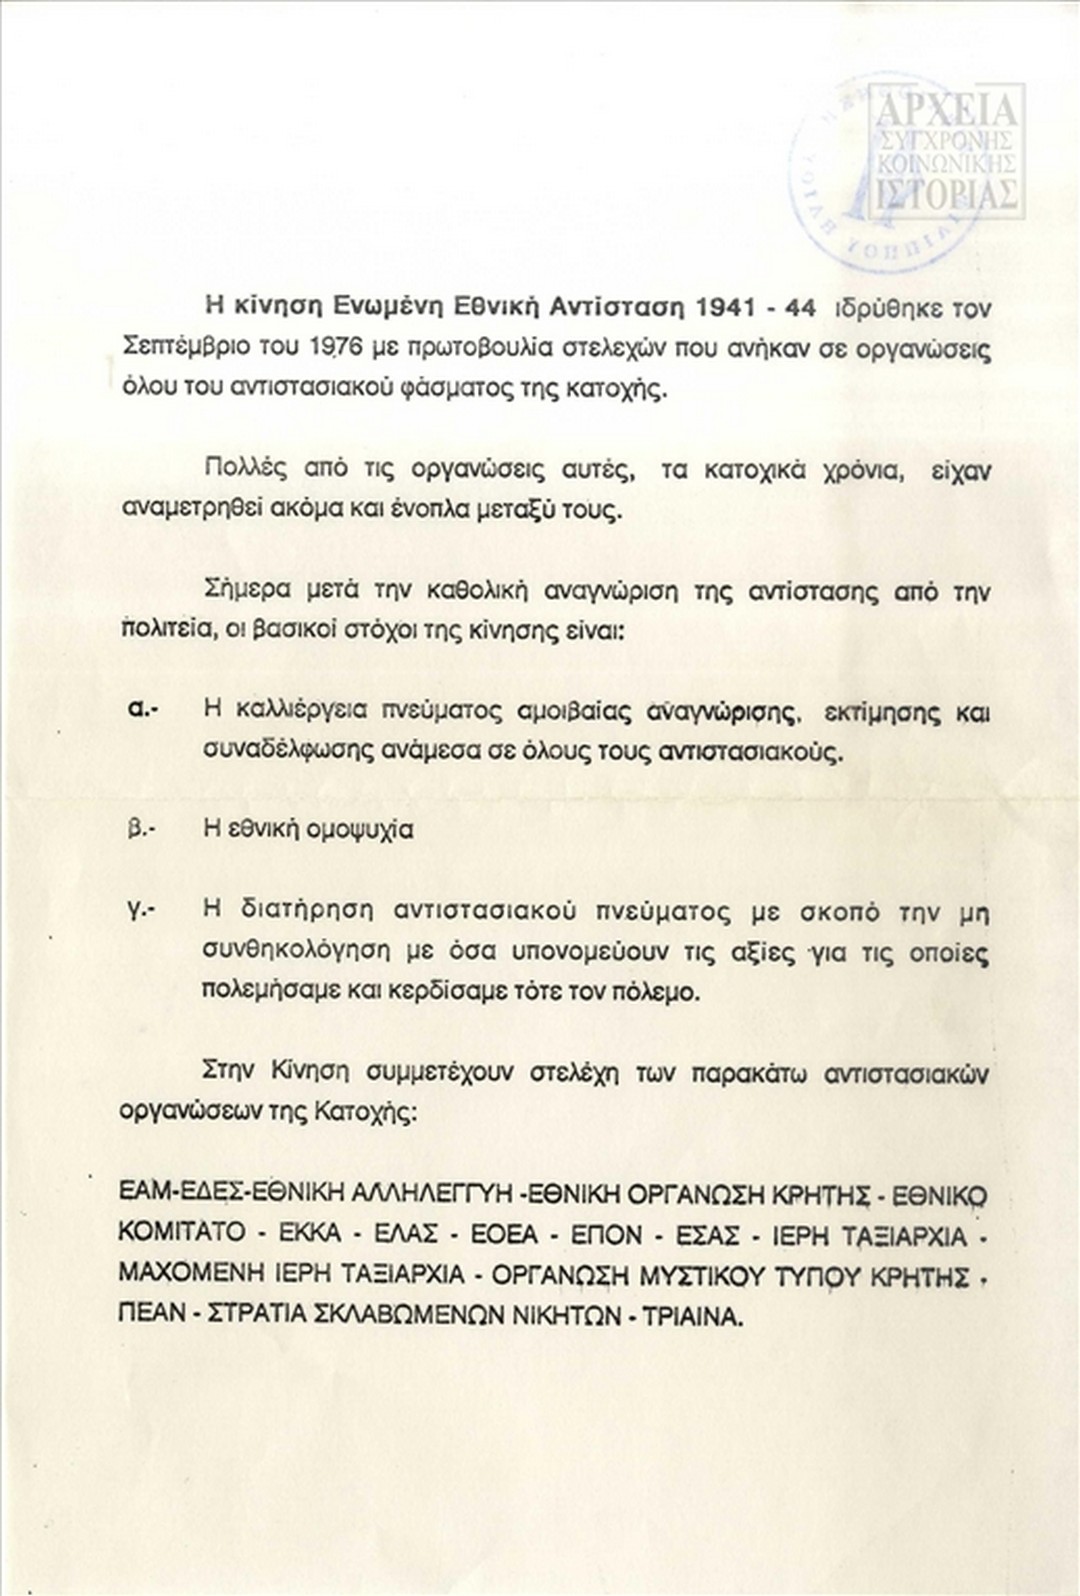 ΑΡΧΕΙΑ
ΣΥΓΧΡΟΝΗΣ
ΚΟΙΝΩΝΙΚΗΣ
ΙΣΤΟΡΙΑΣ
Η κίνηση Ενωμένη Εθνική Αντίσταση 1941 - 44 ιδρύθηκε τον
Σεπτέμβριο του 1976 με πρωτοβουλία στελεχών που ανήκαν σε οργανώσεις
όλου του αντιστασιακού φάσματος της κατοχής.
Πολλές από τις οργανώσεις αυτές, τα κατοχικά χρόνια, είχαν
αναμετρηθεί ακόμα και ένοπλα μεταξύ τους.
Σήμερα μετά την καθολική αναγνώριση της αντίστασης από την
πολιτεία, οι βασικοί στόχοι της κίνησης είναι:
α.- Η καλλιέργεια πνεύματος αμοιβαίας αναγνώρισης, εκτίμησης και
συναδέλφωσης ανάμεσα σε όλους τους αντιστασιακούς.
β.- Η εθνική ομοψυχία
γ.- Η διατήρηση αντιστασιακού πνεύματος με σκοπό την μη
συνθηκολόγηση με όσα υπονομεύουν τις αξίες για τις οποίες
πολεμήσαμε και κερδίσαμε τότε τον πόλεμο.
Στην Κίνηση συμμετέχουν στελέχη των παρακάτω αντιστασιακών
οργανώσεων της Κατοχής:
ΕΑΜ-ΕΔΕΣ-ΕΘΝΙΚΗ ΑΛΛΗΛΕΓΓΥΗ -ΕΘΝΙΚΗ ΟΡΓΑΝΩΣΗ ΚΡΗΤΗΣ - ΕΘΝΙΚΟ
ΚΟΜΙΤΑΤΟ - ΕΚΚΑ - ΕΛΑΣ - ΕΟΕΑ - ΕΠΟΝ - ΕΣΑΣ - ΙΕΡΗ ΤΑΞΙΑΡΧΙΑ -
ΜΑΧΟΜΕΝΗ ΙΕΡΗ ΤΑΞΙΑΡΧΙΑ - ΟΡΓΑΝΩΣΗ ΜΥΣΤΙΚΟΥ ΤΥΠΟΥ ΚΡΗΤΗΣ -
ΠΕΑΝ - ΣΤΡΑΤΙΑ ΣΚΛΑΒΩΜΕΝΩΝ ΝΙΚΗΤΩΝ - ΤΡΙΑΙΝΑ.